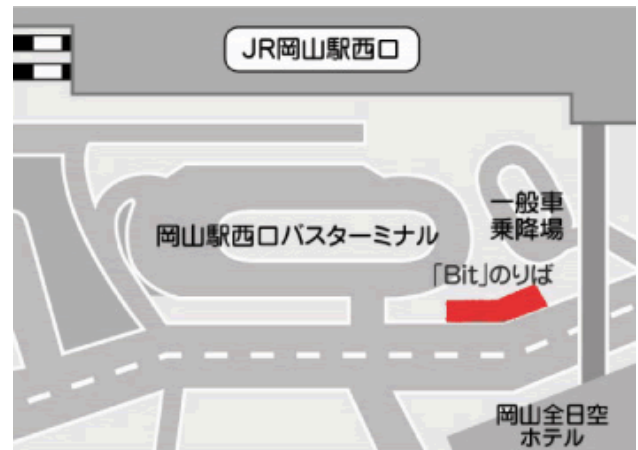 JR岡山駅西口
一般車
乗降場
岡山駅西口バスターミナル
「Bit」のりば
岡山全日空
ホテル